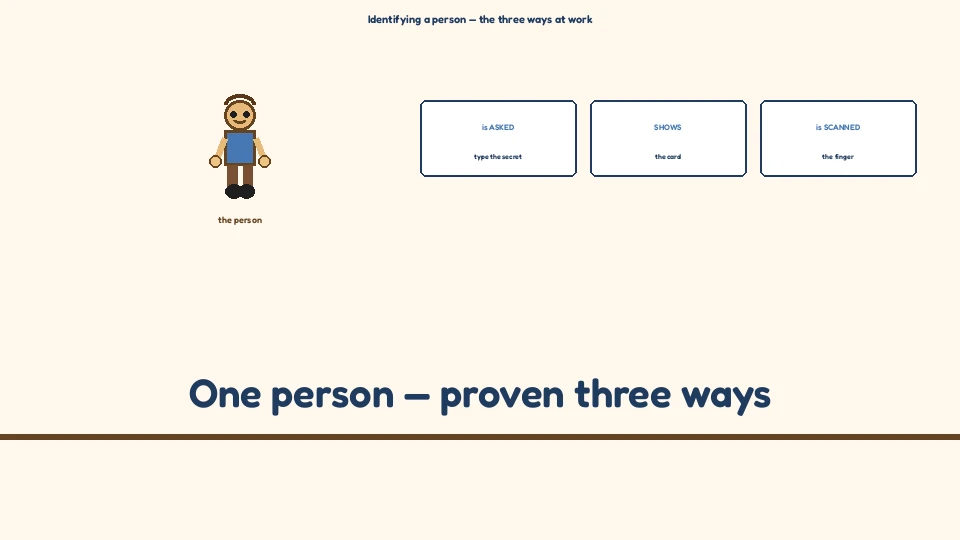 Identifying a person — the three ways at work
is ASKED
type the secret
SHOWS
the card
is SCANNED
the finger
the person
One person — proven three ways